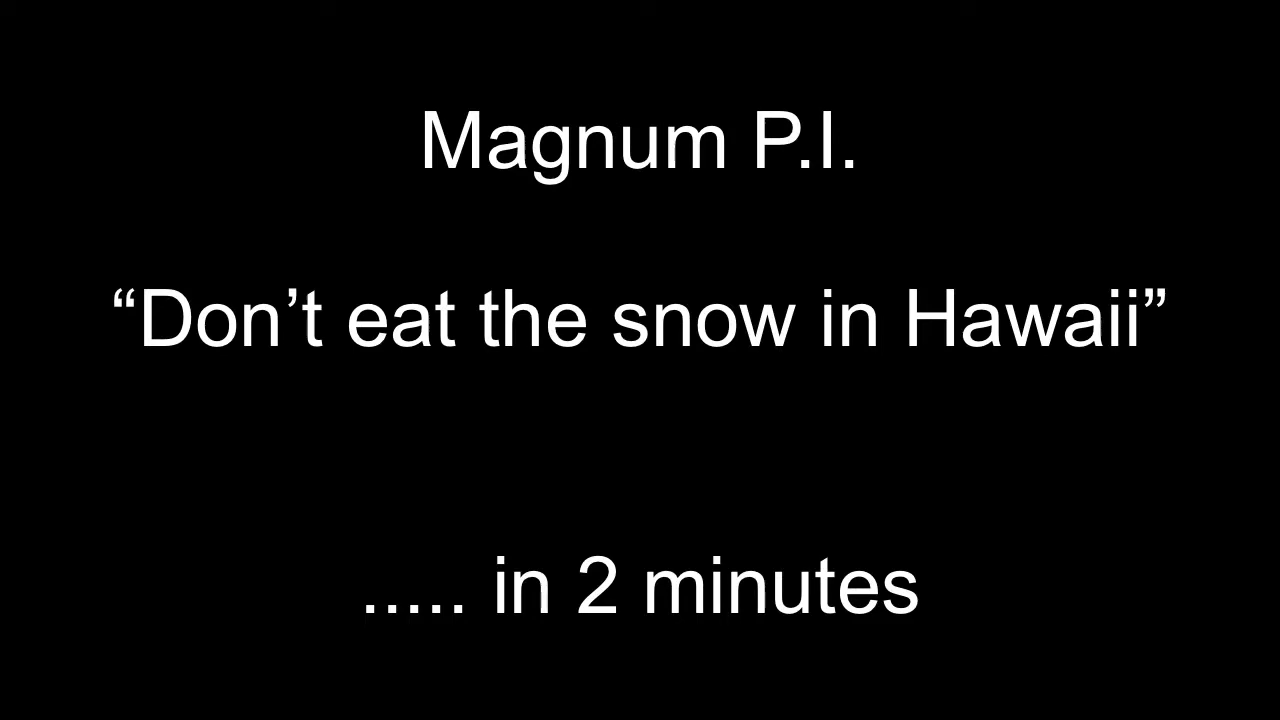 Magnum P.I.
“Don’t eat the snow in Hawaii”
..... in 2 minutes